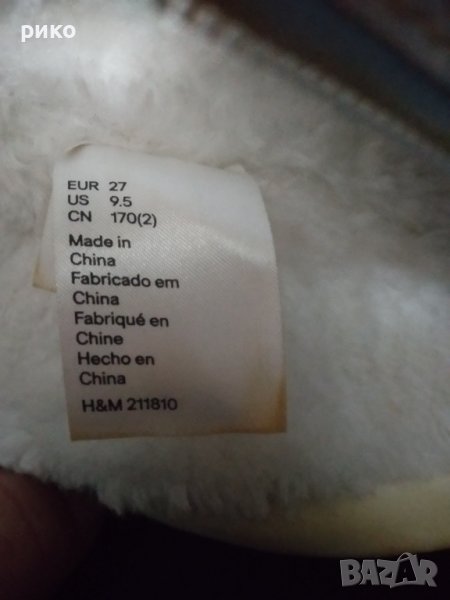 рико
EUR 27
US 9.5
CN 170(2)
Made in
China
Fabricado em
China
Fabriqué en
Chine
Hecho en
China
H&M 211810
BAZAR